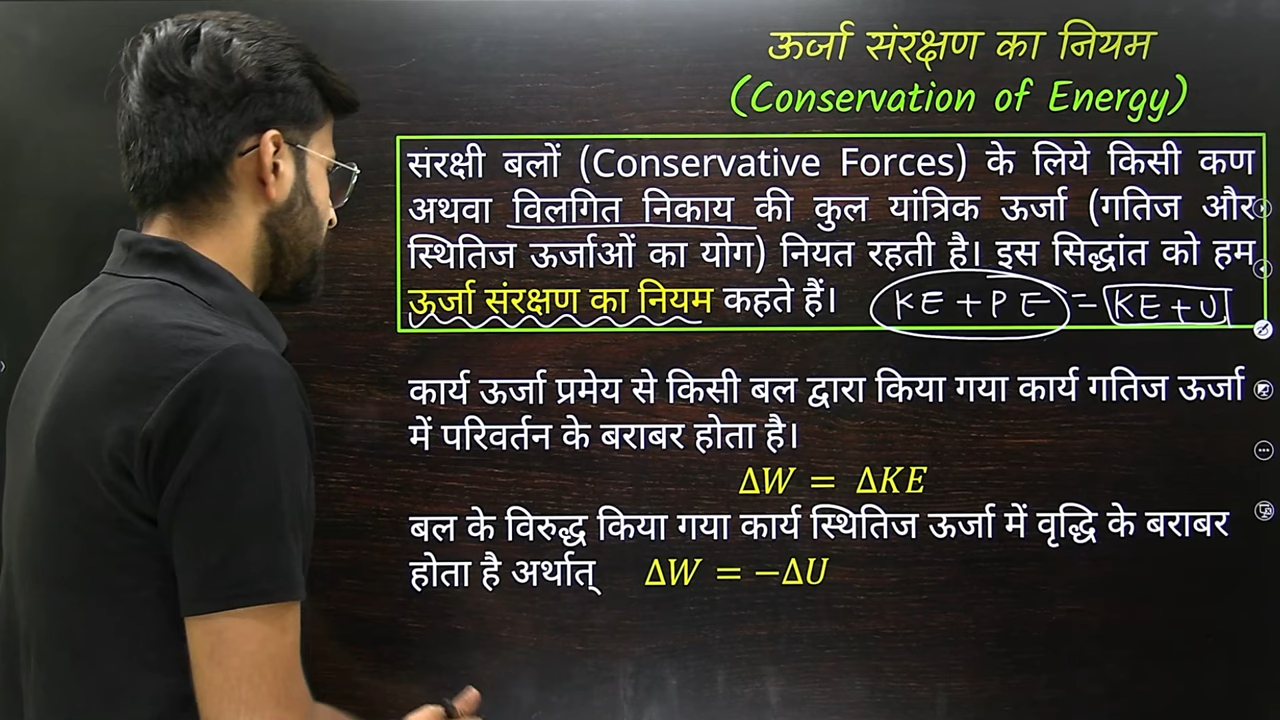 ऊर्जा संरक्षण का नियम
(Conservation of Energy)
संरक्षी बलों (Conservative Forces) के लिये किसी कण
अथवा विलगित निकाय की कुल यांत्रिक ऊर्जा (गतिज और
स्थितिज ऊर्जाओं का योग) नियत रहती है। इस सिद्धांत को हम
ऊर्जा संरक्षण का नियम कहते हैं। KE+PE = KE+U
कार्य ऊर्जा प्रमेय से किसी बल द्वारा किया गया कार्य गतिज ऊर्जा
में परिवर्तन के बराबर होता है।
ΔW = ΔKE
बल के विरुद्ध किया गया कार्य स्थितिज ऊर्जा में वृद्धि के बराबर
होता है अर्थात् ΔW = −ΔU